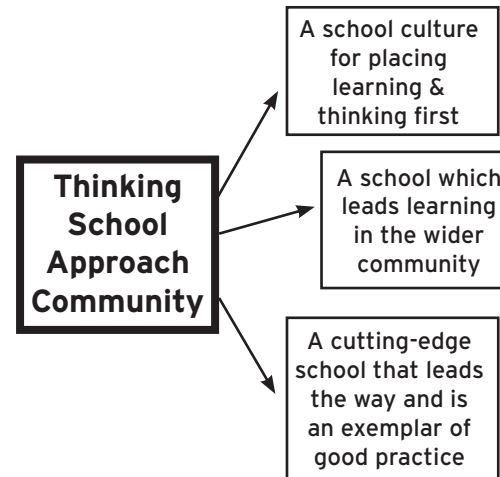 A school culture
for placing
learning &
thinking first
Thinking
School
Approach
Community
A school which
leads learning
in the wider
community
A cutting-edge
school that leads
the way and is
an exemplar of
good practice